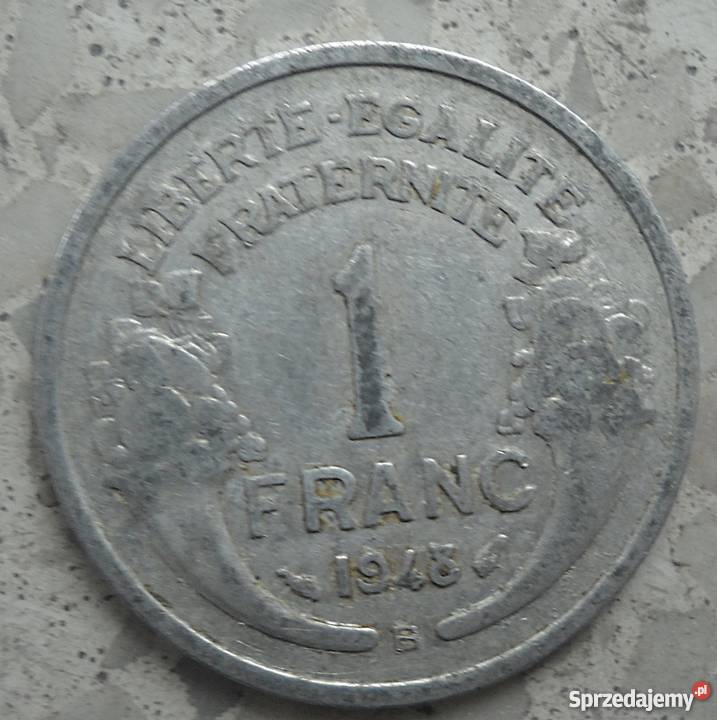 LIBERTE-EGALITE
FRATERNITE
1
FRANC
1948
B
Sprzedajemy.pl